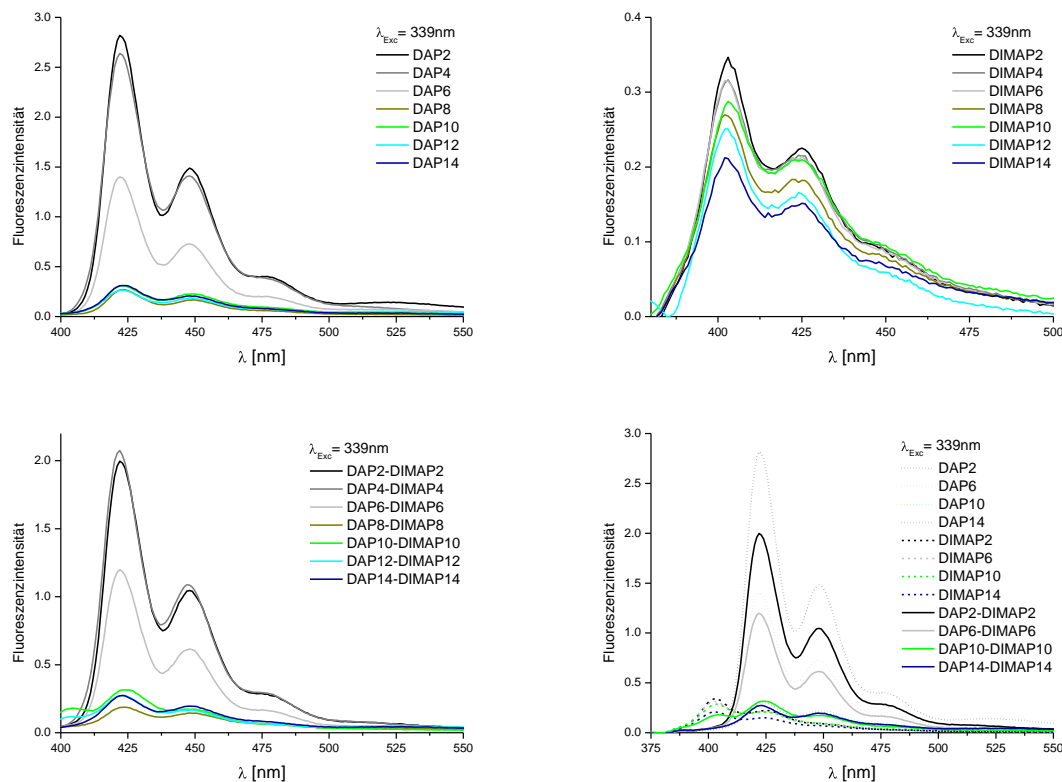 3.0
2.5
2.0
1.5
1.0
0.5
0.0
400
425
450
475
500
525
550
Fluoreszenzintensität
λ [nm]
λExc= 339nm
DAP2
DAP4
DAP6
DAP8
DAP10
DAP12
DAP14
0.4
0.3
0.2
0.1
0.0
400
425
450
475
500
Fluoreszenzintensität
λ [nm]
λExc= 339nm
DIMAP2
DIMAP4
DIMAP6
DIMAP8
DIMAP10
DIMAP12
DIMAP14
2.0
1.5
1.0
0.5
0.0
400
425
450
475
500
525
550
Fluoreszenzintensität
λ [nm]
λExc= 339nm
DAP2-DIMAP2
DAP4-DIMAP4
DAP6-DIMAP6
DAP8-DIMAP8
DAP10-DIMAP10
DAP12-DIMAP12
DAP14-DIMAP14
3.0
2.5
2.0
1.5
1.0
0.5
0.0
375
400
425
450
475
500
525
550
Fluoreszenzintensität
λ [nm]
λExc= 339nm
DAP2
DAP6
DAP10
DAP14
DIMAP2
DIMAP6
DIMAP10
DIMAP14
DAP2-DIMAP2
DAP6-DIMAP6
DAP10-DIMAP10
DAP14-DIMAP14